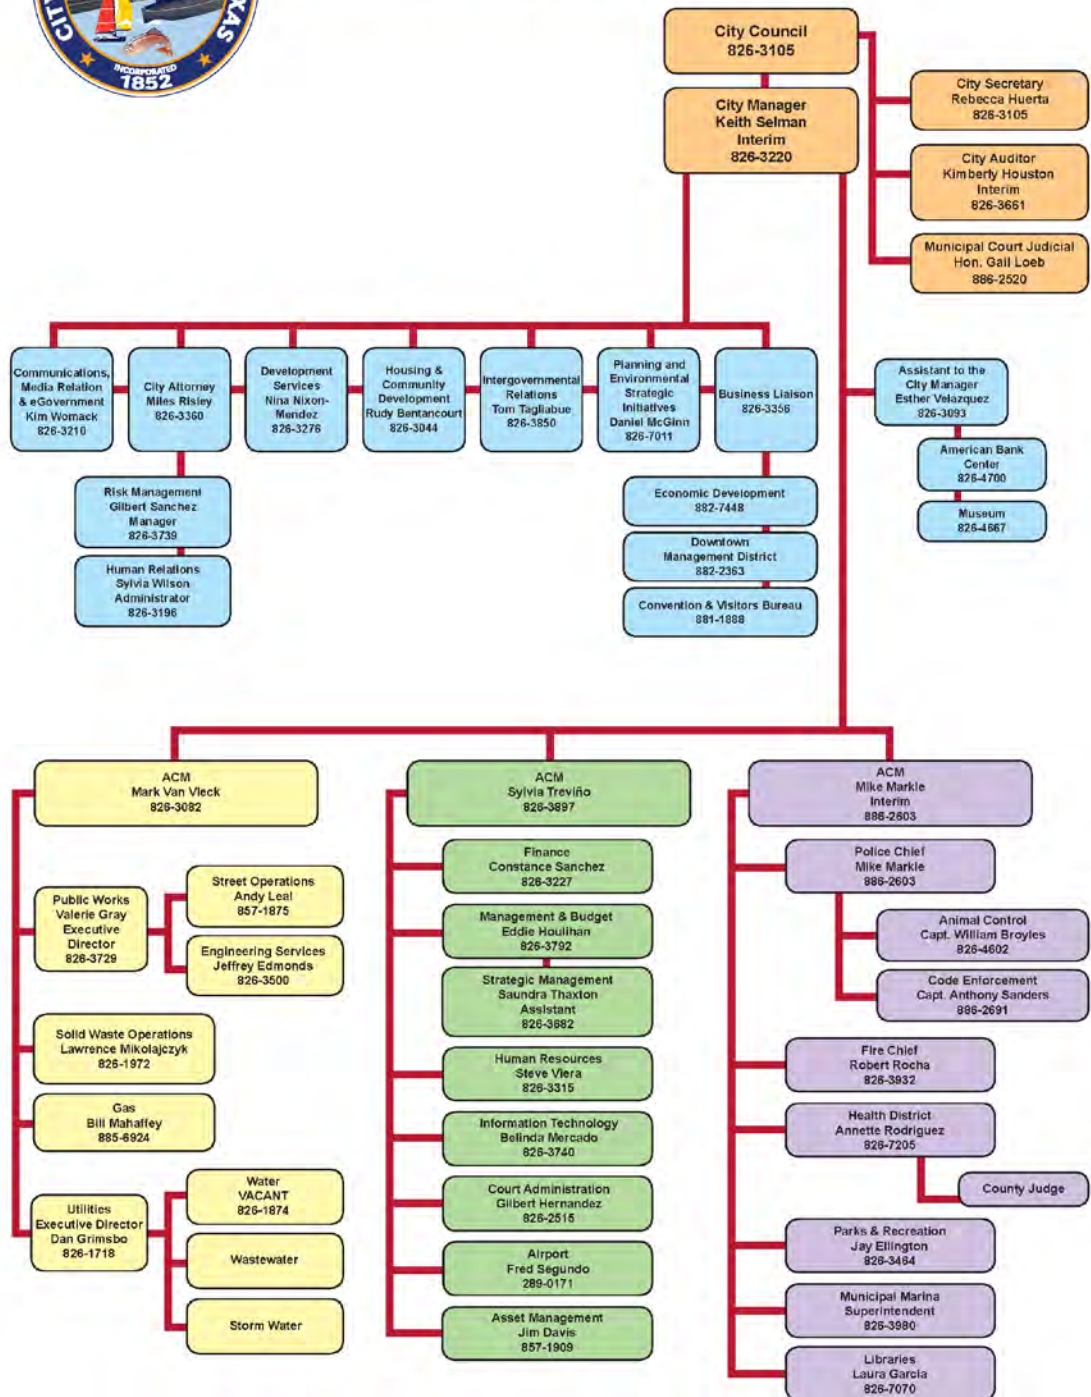 CITY
TEXAS
INCORPORATED
1852
City Council
826-3105
City Manager
Keith Selman
Interim
826-3220
City Secretary
Rebecca Huerta
826-3105
City Auditor
Kimberly Houston
Interim
826-3661
Municipal Court Judicial
Hon. Gail Loeb
886-2520
Communications,
Media Relation
& eGovernment
Kim Womack
826-3210
City Attorney
Miles Risley
826-3360
Development
Services
Nina Nixon-
Mendez
826-3276
Housing &
Community
Development
Rudy Bentancourt
826-3044
Intergovernmental
Relations
Tom Tagliabue
826-3850
Planning and
Environmental
Strategic
Initiatives
Daniel McGinn
826-7011
Business Liaison
826-3356
Assistant to the
City Manager
Esther Velazquez
826-3093
American Bank
Center
826-4700
Museum
826-4667
Risk Management
Gilbert Sanchez
Manager
826-3739
Human Relations
Sylvia Wilson
Administrator
826-3196
Economic Development
882-7448
Downtown
Management District
882-2363
Convention & Visitors Bureau
881-1888
ACM
Mark Van Vleck
826-3082
Public Works
Valerie Gray
Executive
Director
826-3729
Street Operations
Andy Leal
857-1875
Engineering Services
Jeffrey Edmonds
826-3500
Solid Waste Operations
Lawrence Mikolajczyk
826-1972
Gas
Bill Mahaffey
885-6924
Utilities
Executive Director
Dan Grimsbo
826-1718
Water
VACANT
826-1874
Wastewater
Storm Water
ACM
Sylvia Treviño
826-3897
Finance
Constance Sanchez
826-3227
Management & Budget
Eddie Houlihan
826-3792
Strategic Management
Saundra Thaxton
Assistant
826-3682
Human Resources
Steve Viera
826-3315
Information Technology
Belinda Mercado
826-3740
Court Administration
Gilbert Hernandez
826-2515
Airport
Fred Segundo
289-0171
Asset Management
Jim Davis
857-1909
ACM
Mike Markle
Interim
886-2603
Police Chief
Mike Markle
886-2603
Animal Control
Capt. William Broyles
826-4602
Code Enforcement
Capt. Anthony Sanders
886-2691
Fire Chief
Robert Rocha
826-3932
Health District
Annette Rodriguez
826-7205
County Judge
Parks & Recreation
Jay Ellington
826-3464
Municipal Marina
Superintendent
826-3980
Libraries
Laura Garcia
826-7070